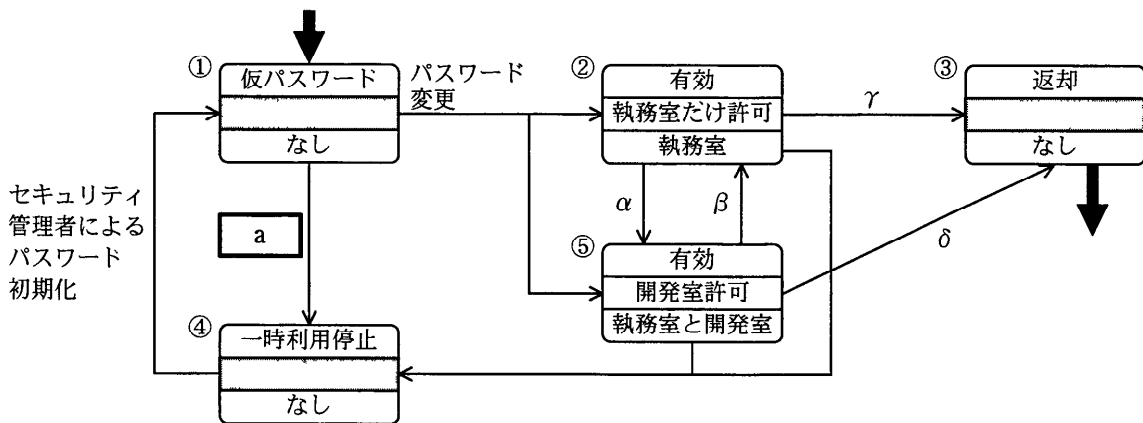 ①
仮パスワード
なし
パスワード
変更
②
有効
執務室だけ許可
執務室
γ
③
返却
なし
セキュリティ
管理者による
パスワード
初期化
a
α
β
δ
⑤
有効
開発室許可
執務室と開発室
④
一時利用停止
なし